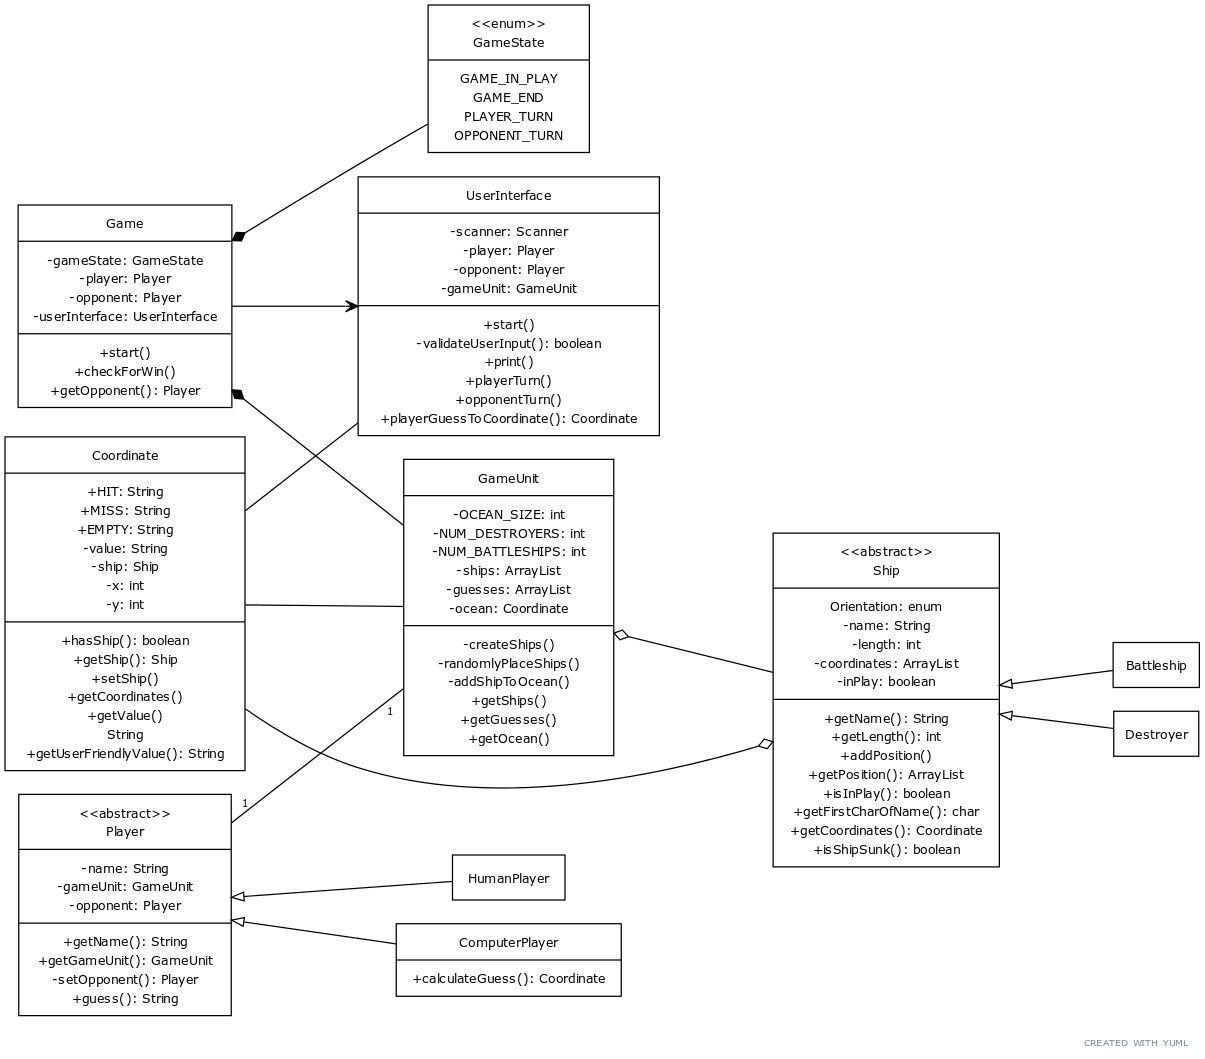 <<enum>>
GameState
GAME_IN_PLAY
GAME_END
PLAYER_TURN
OPPONENT_TURN
Game
-gameState: GameState
-player: Player
-opponent: Player
-userInterface: UserInterface
+start()
+checkForWin()
+getOpponent(): Player
UserInterface
-scanner: Scanner
-player: Player
-opponent: Player
-gameUnit: GameUnit
+start()
-validateUserInput(): boolean
+print()
+playerTurn()
+opponentTurn()
+playerGuessToCoordinate(): Coordinate
Coordinate
+HIT: String
+MISS: String
+EMPTY: String
-value: String
-ship: Ship
-x: int
-y: int
+hasShip(): boolean
+getShip(): Ship
+setShip()
+getCoordinates()
+getValue()
String
+getUserFriendlyValue(): String
GameUnit
-OCEAN_SIZE: int
-NUM_DESTROYERS: int
-NUM_BATTLESHIPS: int
-ships: ArrayList
-guesses: ArrayList
-ocean: Coordinate
-createShips()
-randomlyPlaceShips()
-addShipToOcean()
+getShips()
+getGuesses()
+getOcean()
1
1
<<abstract>>
Ship
Orientation: enum
-name: String
-length: int
-coordinates: ArrayList
-inPlay: boolean
+getName(): String
+getLength(): int
+addPosition()
+getPosition(): ArrayList
+isInPlay(): boolean
+getFirstCharOfName(): char
+getCoordinates(): Coordinate
+isShipSunk(): boolean
Battleship
Destroyer
<<abstract>>
Player
-name: String
-gameUnit: GameUnit
-opponent: Player
+getName(): String
+getGameUnit(): GameUnit
-setOpponent(): Player
+guess(): String
HumanPlayer
ComputerPlayer
+calculateGuess(): Coordinate
CREATED WITH YUML